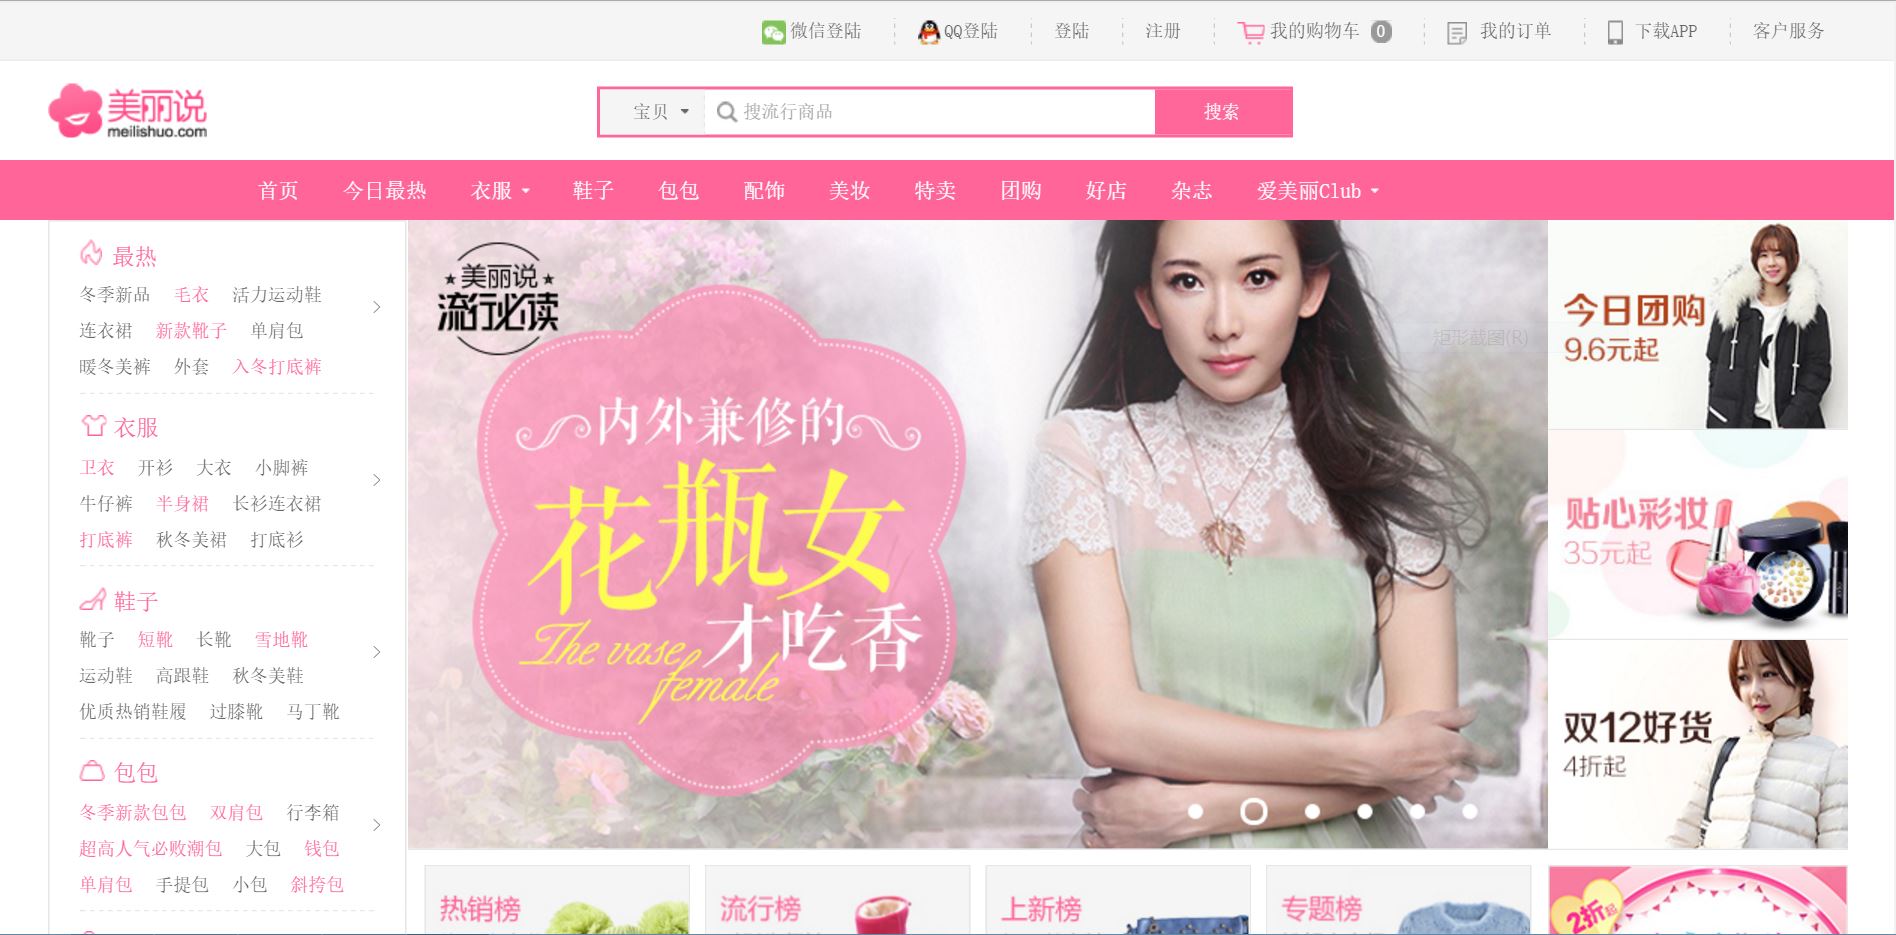 微信登陆 QQ登陆 登陆 注册 我的购物车 0 我的订单 下载APP 客户服务
美丽说
meilishuo.com
宝贝 搜流行商品 搜索
首页 今日最热 衣服 鞋子 包包 配饰 美妆 特卖 团购 好店 杂志 爱美丽Club
最热
冬季新品 毛衣 活力运动鞋
连衣裙 新款靴子 单肩包
暖冬美裤 外套 入冬打底裤
衣服
卫衣 开衫 大衣 小脚裤
牛仔裤 半身裙 长衫连衣裙
打底裤 秋冬美裙 打底衫
鞋子
靴子 短靴 长靴 雪地靴
运动鞋 高跟鞋 秋冬美鞋
优质热销鞋履 过膝靴 马丁靴
包包
冬季新款包包 双肩包 行李箱
超高人气必败潮包 大包 钱包
单肩包 手提包 小包 斜挎包
美丽说
流行必读
内外兼修的
花瓶女
才吃香
The vase
female
矩形截图(R)
今日团购
9.6元起
贴心彩妆
35元起
双12好货
4折起
热销榜
流行榜
上新榜
专题榜
2折起